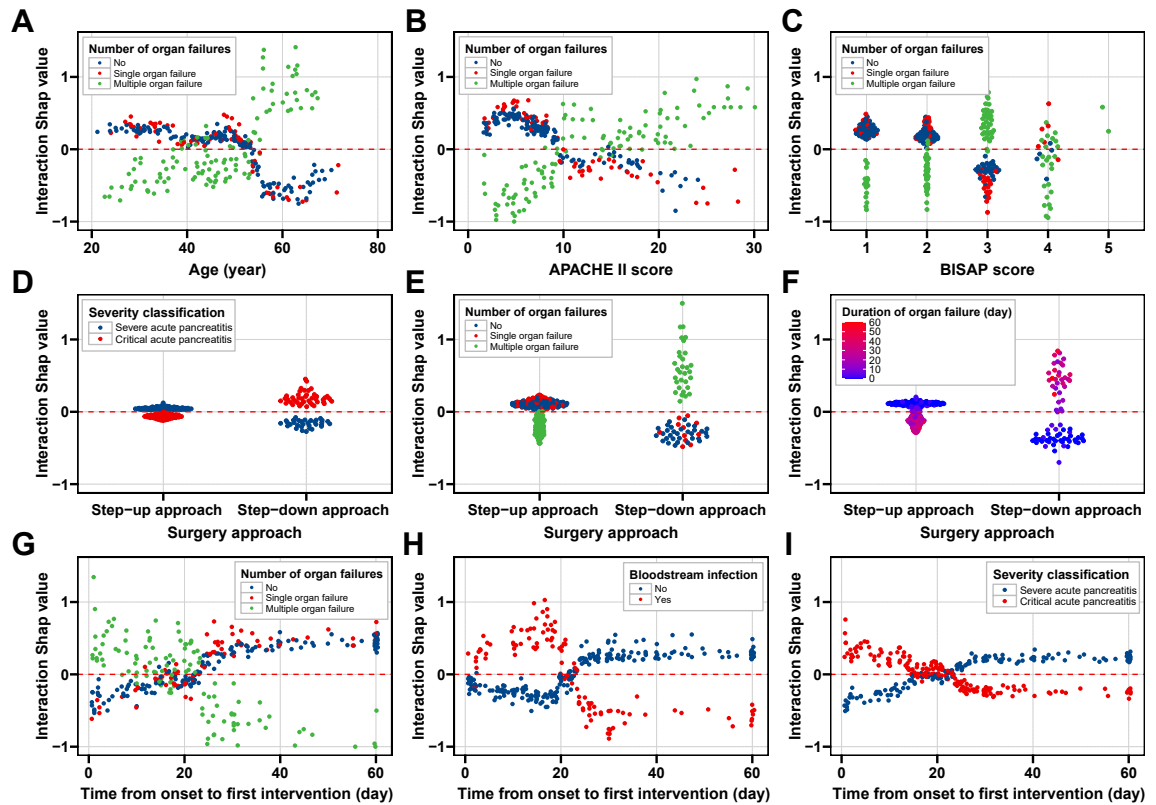 A
Interaction Shap value
Number of organ failures
No
Single organ failure
Multiple organ failure
1
0
−1
20 40 60 80
Age (year)
B
Interaction Shap value
Number of organ failures
No
Single organ failure
Multiple organ failure
1
0
−1
0 10 20 30
APACHE II score
C
Interaction Shap value
Number of organ failures
No
Single organ failure
Multiple organ failure
1
0
−1
1 2 3 4 5
BISAP score
D
Interaction Shap value
Severity classification
Severe acute pancreatitis
Critical acute pancreatitis
1
0
−1
Step−up approach Step−down approach
Surgery approach
E
Interaction Shap value
Number of organ failures
No
Single organ failure
Multiple organ failure
1
0
−1
Step−up approach Step−down approach
Surgery approach
F
Interaction Shap value
Duration of organ failure (day)
60
50
40
30
20
10
0
1
0
−1
Step−up approach Step−down approach
Surgery approach
G
Interaction Shap value
Number of organ failures
No
Single organ failure
Multiple organ failure
1
0
−1
0 20 40 60
Time from onset to first intervention (day)
H
Interaction Shap value
Bloodstream infection
No
Yes
1
0
−1
0 20 40 60
Time from onset to first intervention (day)
I
Interaction Shap value
Severity classification
Severe acute pancreatitis
Critical acute pancreatitis
1
0
−1
0 20 40 60
Time from onset to first intervention (day)